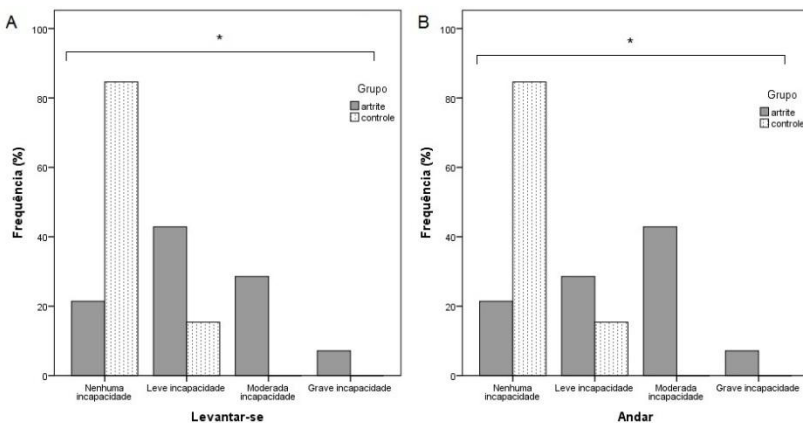 A
100
80
60
40
20
0
Frequência (%)
*
Grupo
artrite
controle
Nenhuma
incapacidade
Leve incapacidade
Moderada
incapacidade
Grave incapacidade
Levantar-se
B
100
80
60
40
20
0
Frequência (%)
*
Grupo
artrite
controle
Nenhuma
incapacidade
Leve incapacidade
Moderada
incapacidade
Grave incapacidade
Andar